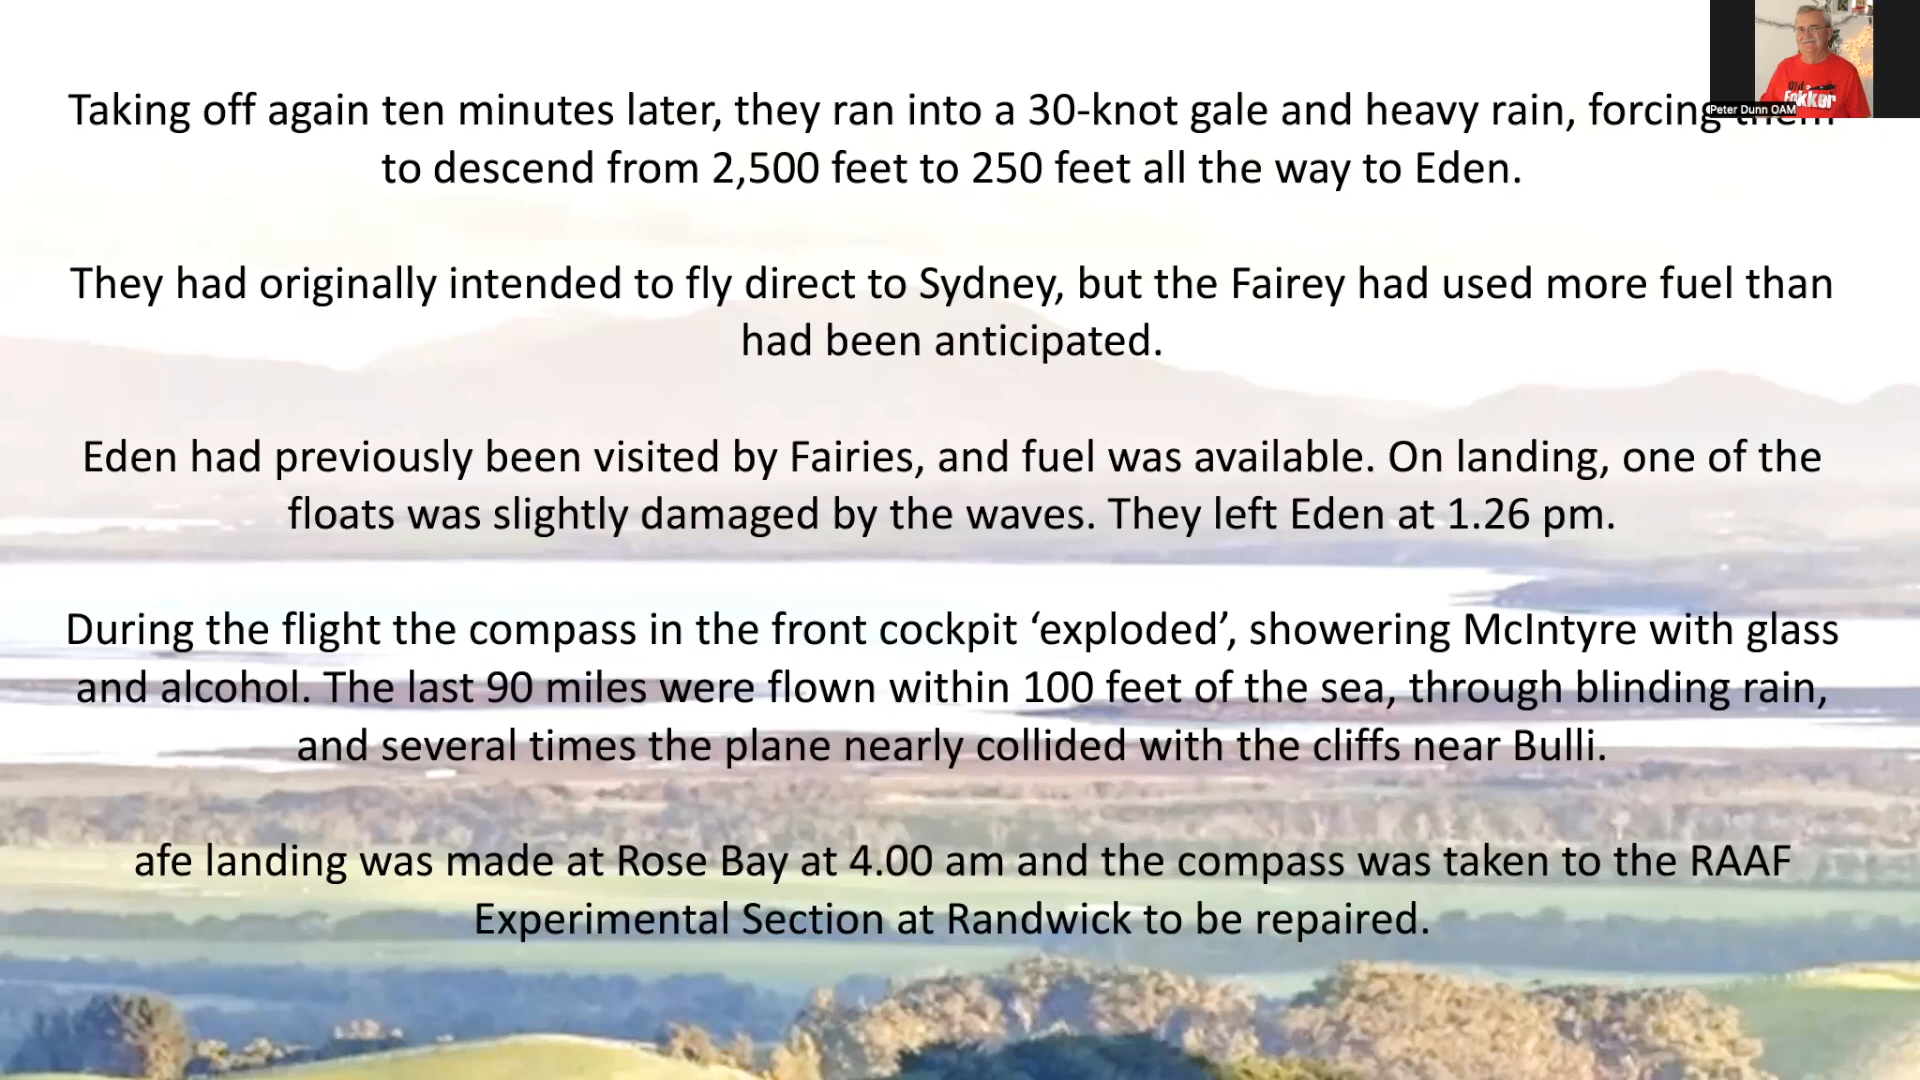 Taking off again ten minutes later, they ran into a 30-knot gale and heavy rain, forcing them
to descend from 2,500 feet to 250 feet all the way to Eden.
They had originally intended to fly direct to Sydney, but the Fairey had used more fuel than
had been anticipated.
Eden had previously been visited by Fairies, and fuel was available. On landing, one of the
floats was slightly damaged by the waves. They left Eden at 1.26 pm.
During the flight the compass in the front cockpit ‘exploded’, showering McIntyre with glass
and alcohol. The last 90 miles were flown within 100 feet of the sea, through blinding rain,
and several times the plane nearly collided with the cliffs near Bulli.
afe landing was made at Rose Bay at 4.00 am and the compass was taken to the RAAF
Experimental Section at Randwick to be repaired.
Old
Fokker
Peter Dunn OAM